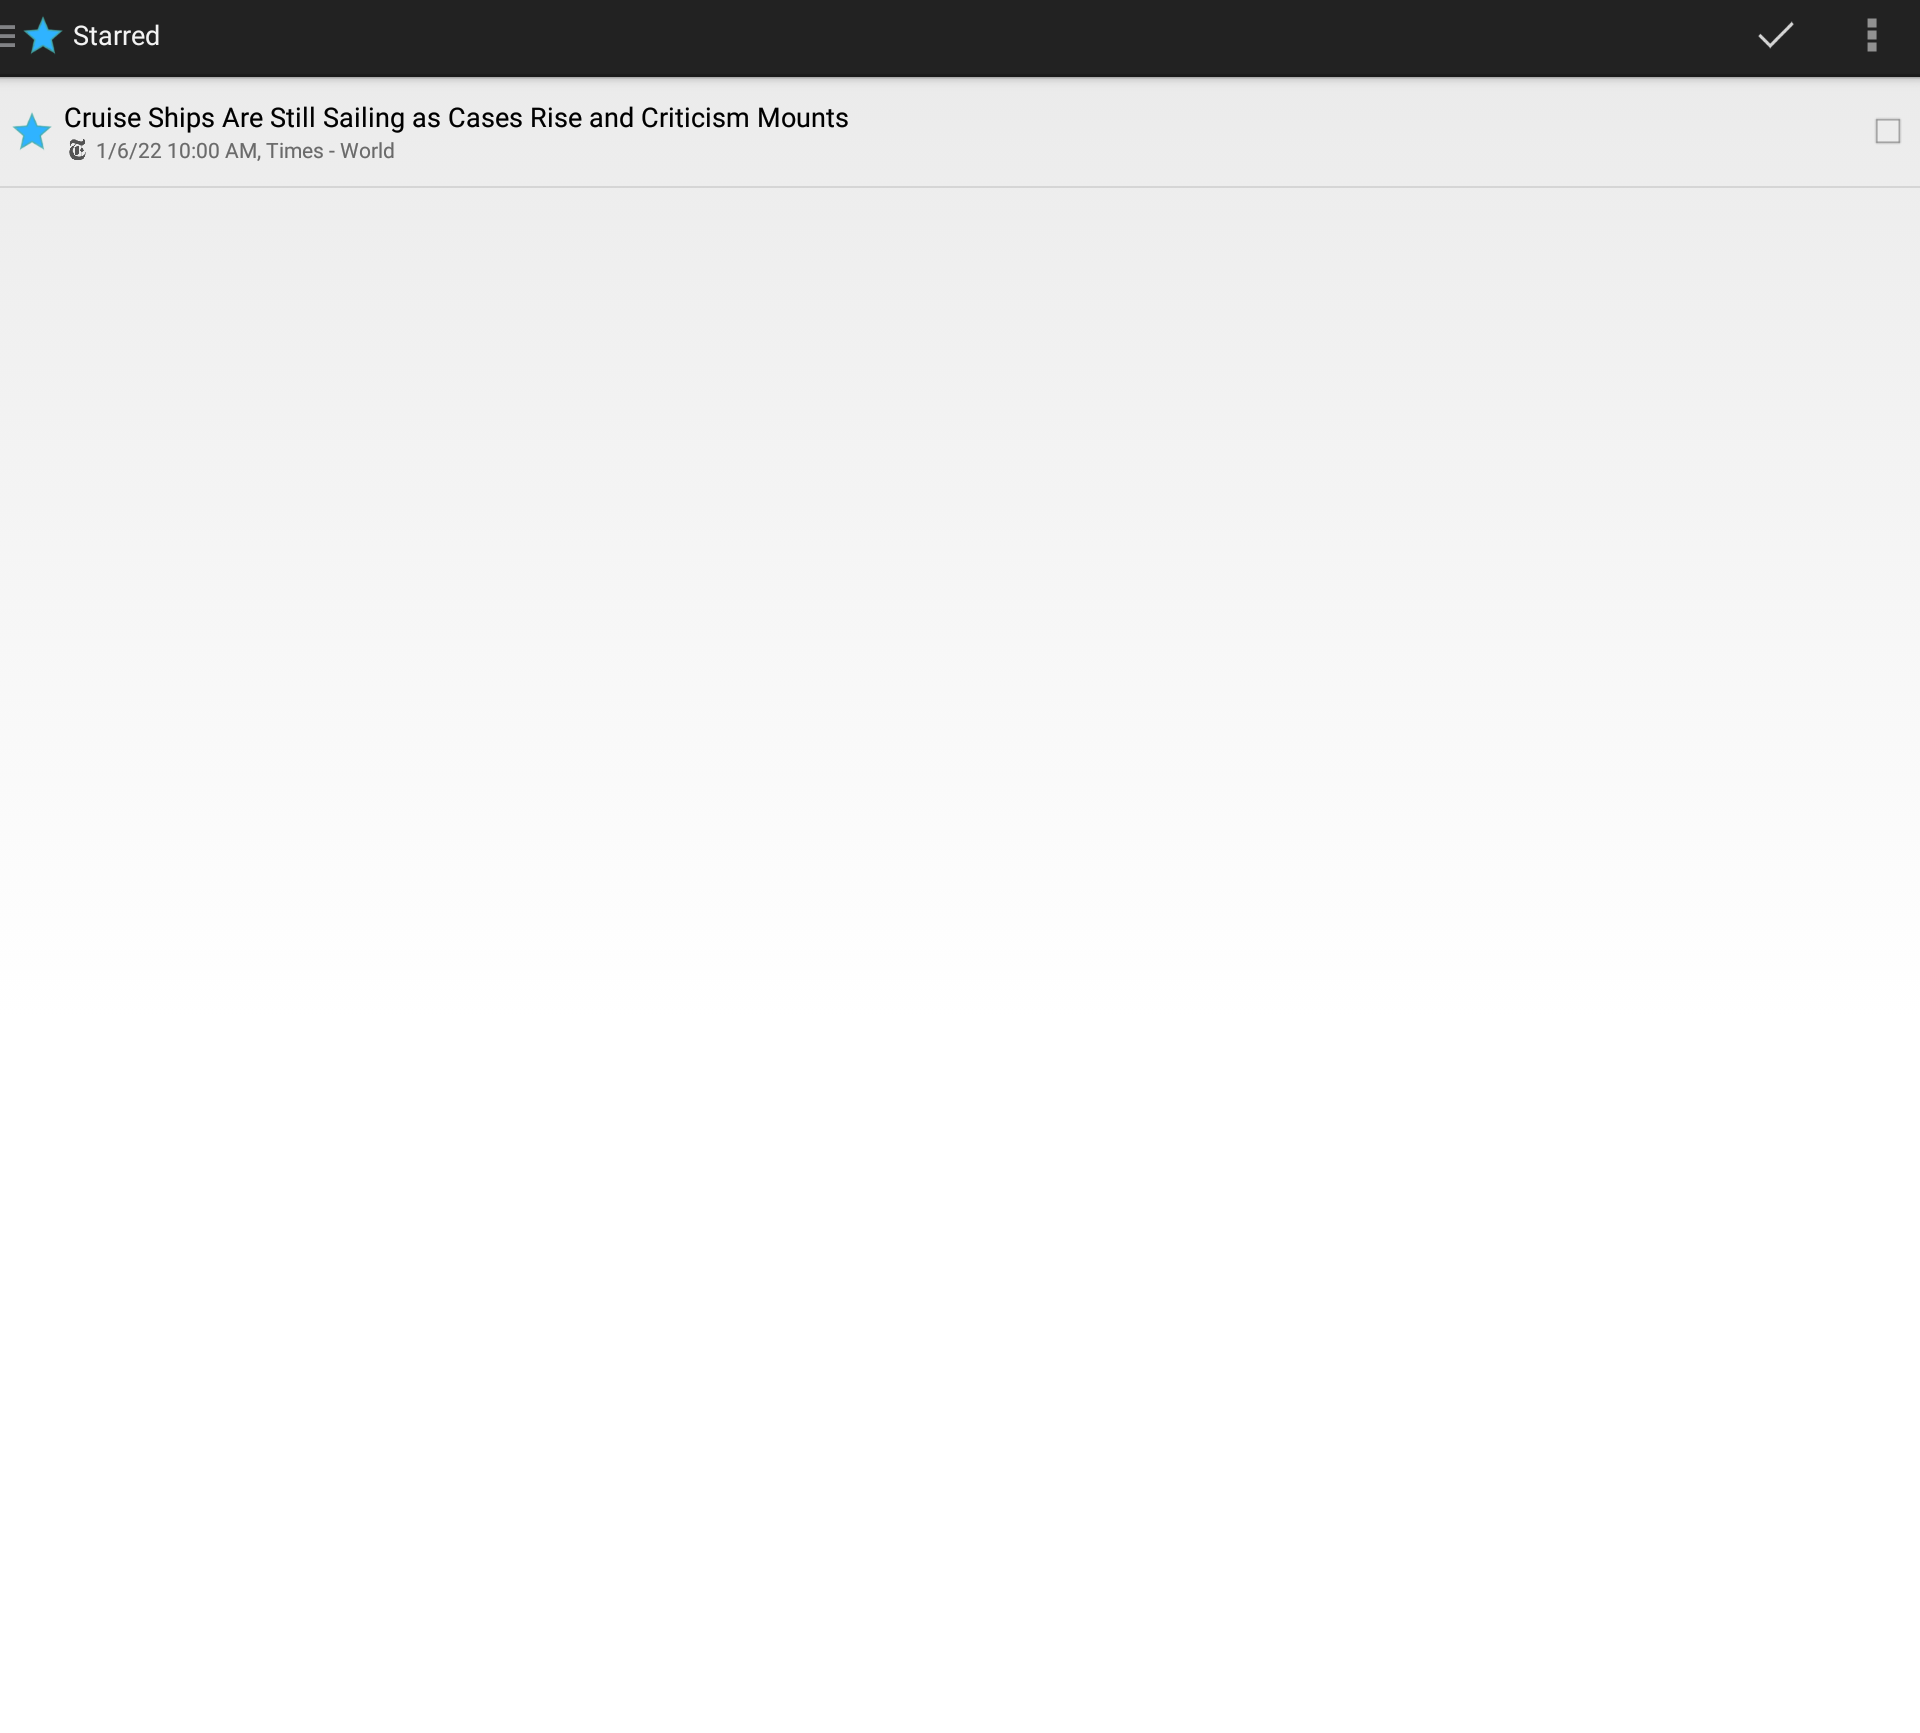 Starred
Cruise Ships Are Still Sailing as Cases Rise and Criticism Mounts
1/6/22 10:00 AM, Times - World